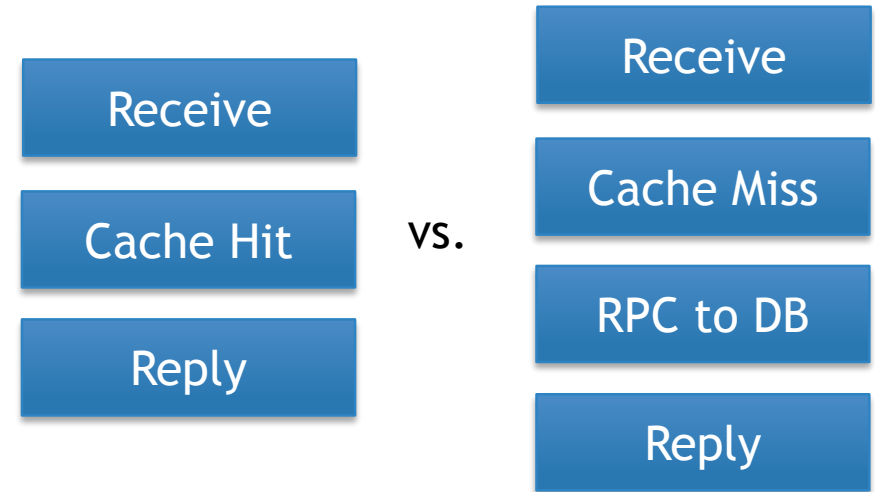 Receive
Cache Hit
Reply
vs.
Receive
Cache Miss
RPC to DB
Reply